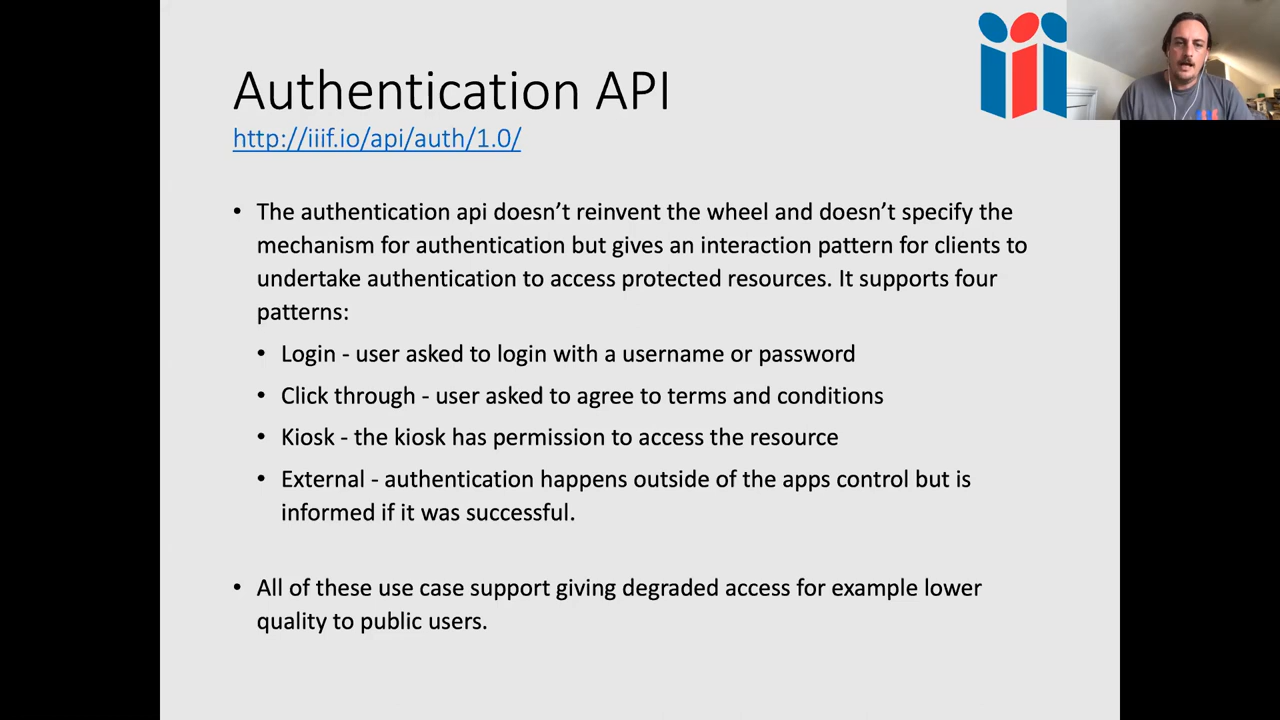 Authentication API
http://iiif.io/api/auth/1.0/
• The authentication api doesn’t reinvent the wheel and doesn’t specify the
mechanism for authentication but gives an interaction pattern for clients to
undertake authentication to access protected resources. It supports four
patterns:
• Login - user asked to login with a username or password
• Click through - user asked to agree to terms and conditions
• Kiosk - the kiosk has permission to access the resource
• External - authentication happens outside of the apps control but is
informed if it was successful.
• All of these use case support giving degraded access for example lower
quality to public users.